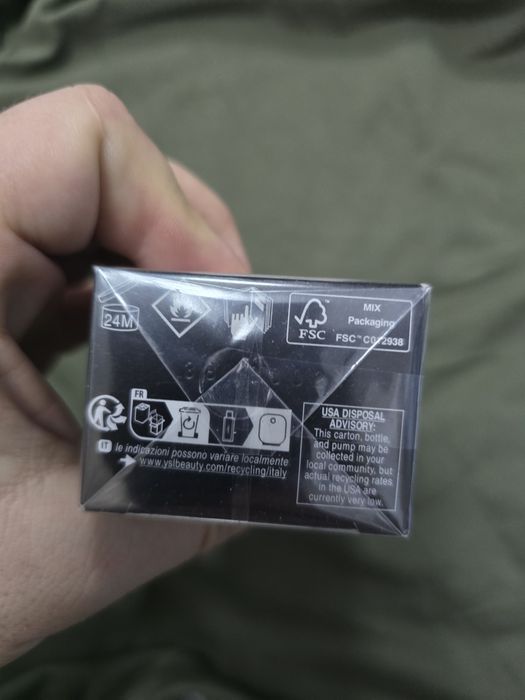 24M
FSC
MIX
Packaging
FSC™ C012938
FR
IT le indicazioni possono variare localmente
www.yslbeauty.com/recycling/italy
USA DISPOSAL
ADVISORY:
This carton, bottle,
and pump may be
collected in your
local community, but
actual recycling rates
in the USA are
currently very low.